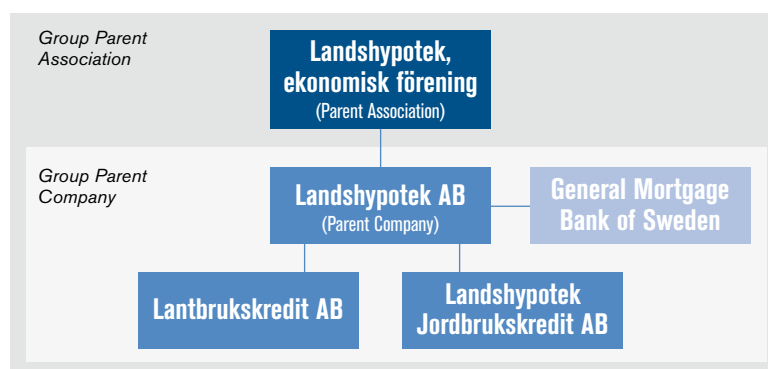 Group Parent
Association
Landshypotek,
ekonomisk förening
(Parent Association)
Group Parent
Company
Landshypotek AB
(Parent Company)
General Mortgage
Bank of Sweden
Lantbrukskredit AB
Landshypotek
Jordbrukskredit AB